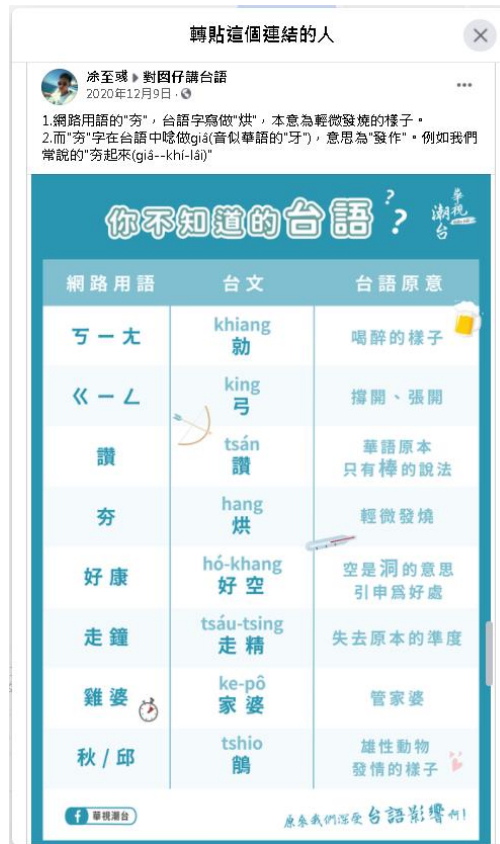 轉貼這個連結的人
涂至彧 ▸ 對囡仔講台語
2020年12月9日 ·
1.網路用語的"夯"，台語字寫做"烘"，本意為輕微發燒的樣子。
2.而"夯"字在台語中唸做giâ(音似華語的"牙")，意思為"發作"。例如我們
常說的"夯起來(giâ--khí-lâi)"
你不知道的台語??
華視
潮台
網路用語 台文 台語原意
ㄎㄧㄤ khiang 勍 喝醉的樣子
ㄍㄧㄥ king 弓 撐開、張開
讚 tsán 讚 華語原本
只有棒的說法
夯 hang 烘 輕微發燒
好康 hó-khang 好空 空是洞的意思
引申爲好處
走鐘 tsáu-tsing 走精 失去原本的準度
雞婆 ke-pô 家婆 管家婆
秋/邱 tshio 鵤 雄性動物
發情的樣子
f 華視潮台
原來我們深受台語影響啊!